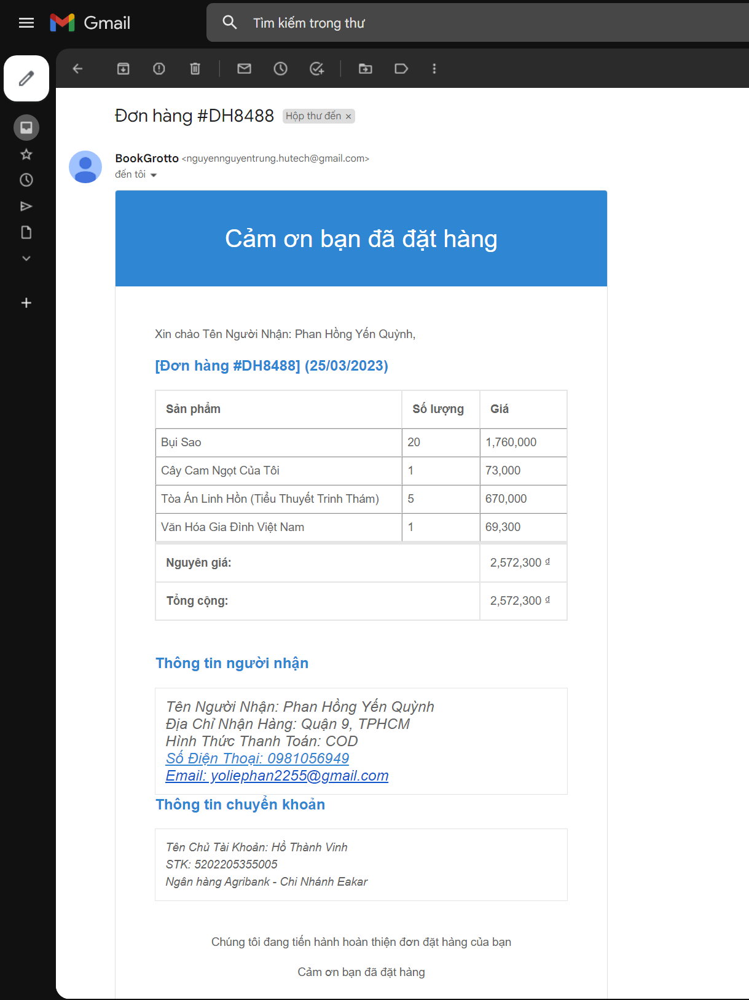 Gmail
Tìm kiếm trong thư
Đơn hàng #DH8488 Hộp thư đến ×
BookGrotto <nguyennguyentrung.hutech@gmail.com>
đến tôi
Cảm ơn bạn đã đặt hàng
Xin chào Tên Người Nhận: Phan Hồng Yến Quỳnh,
[Đơn hàng #DH8488] (25/03/2023)
Sản phẩm Số lượng Giá
Bụi Sao 20 1,760,000
Cây Cam Ngọt Của Tôi 1 73,000
Tòa Án Linh Hồn (Tiểu Thuyết Trinh Thám) 5 670,000
Văn Hóa Gia Đình Việt Nam 1 69,300
Nguyên giá: 2,572,300 ₫
Tổng cộng: 2,572,300 ₫
Thông tin người nhận
Tên Người Nhận: Phan Hồng Yến Quỳnh
Địa Chỉ Nhận Hàng: Quận 9, TPHCM
Hình Thức Thanh Toán: COD
Số Điện Thoại: 0981056949
Email: yoliephan2255@gmail.com
Thông tin chuyển khoản
Tên Chủ Tài Khoản: Hồ Thành Vinh
STK: 5202205355005
Ngân hàng Agribank - Chi Nhánh Eakar
Chúng tôi đang tiến hành hoàn thiện đơn đặt hàng của bạn
Cảm ơn bạn đã đặt hàng